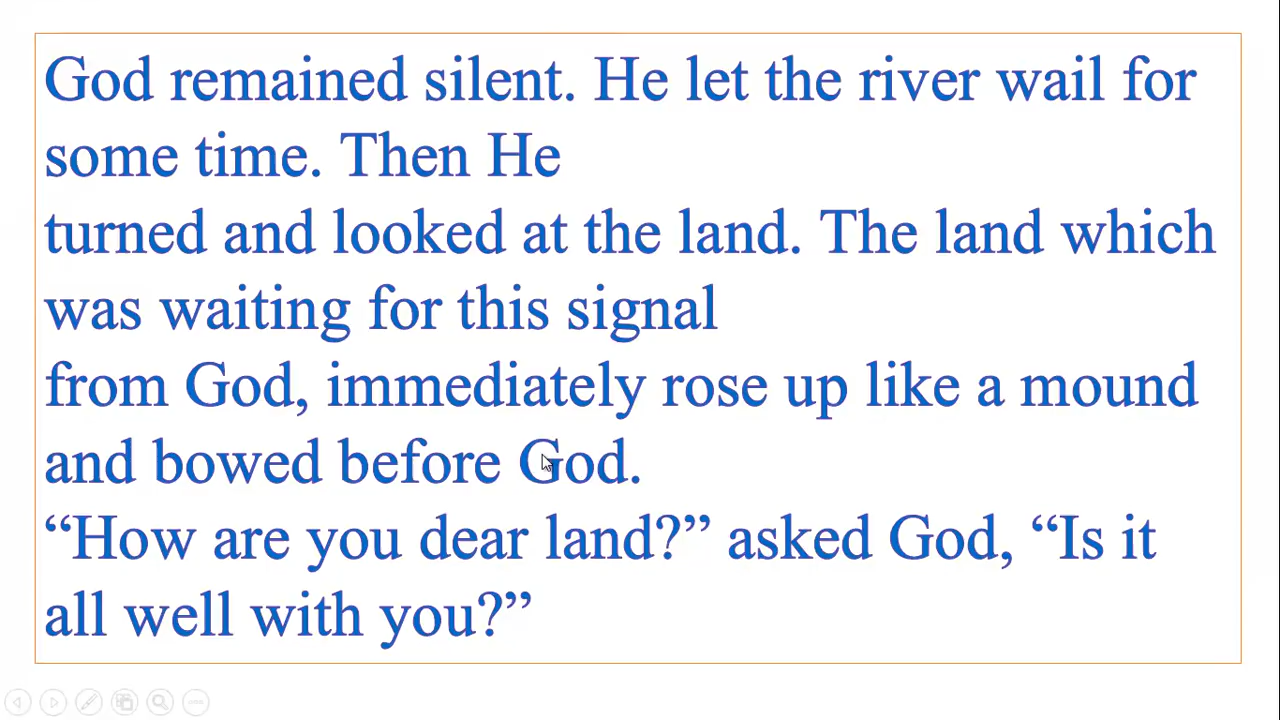 God remained silent. He let the river wail for
some time. Then He
turned and looked at the land. The land which
was waiting for this signal
from God, immediately rose up like a mound
and bowed before God.
“How are you dear land?” asked God, “Is it
all well with you?”